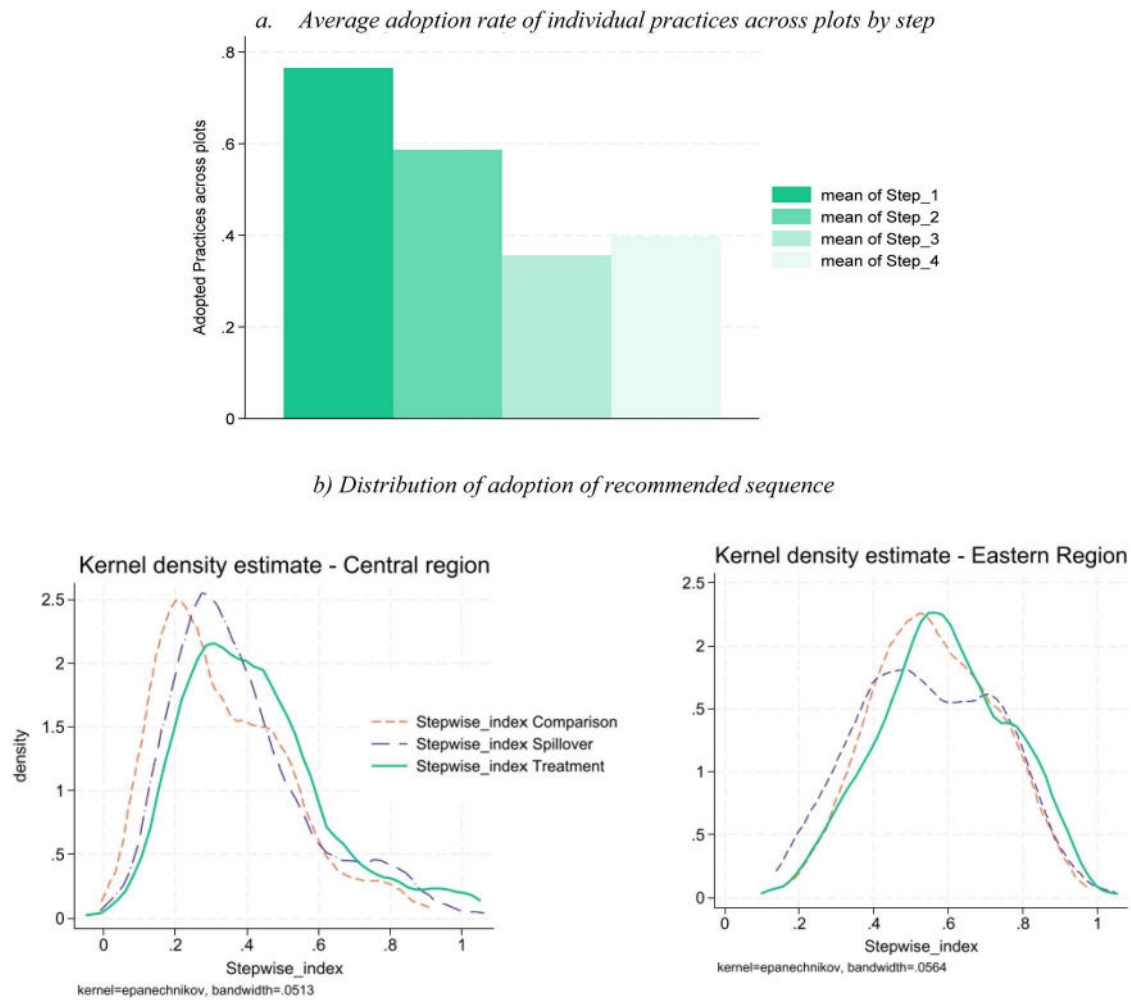 a. Average adoption rate of individual practices across plots by step
.8
.6
.4
.2
0
Adopted Practices across plots
mean of Step_1
mean of Step_2
mean of Step_3
mean of Step_4
b) Distribution of adoption of recommended sequence
Kernel density estimate - Central region
2.5
2
1.5
1
.5
0
density
Stepwise_index Comparison
Stepwise_index Spillover
Stepwise_index Treatment
0 .2 .4 .6 .8 1
Stepwise_index
kernel=epanechnikov, bandwidth=.0513
Kernel density estimate - Eastern Region
2.5
2
.5
1
.5
0
0 .2 .4 .6 .8 1
Stepwise_index
kernel=epanechnikov, bandwidth=.0564